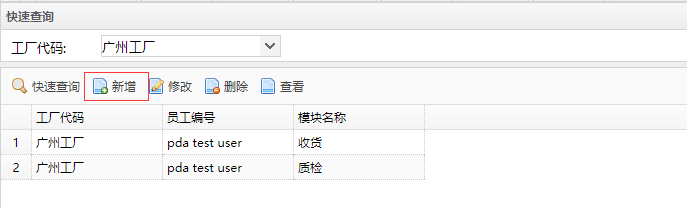 快速查询
工厂代码: 广州工厂
快速查询 新增 修改 删除 查看
工厂代码 员工编号 模块名称
1 广州工厂 pda test user 收货
2 广州工厂 pda test user 质检